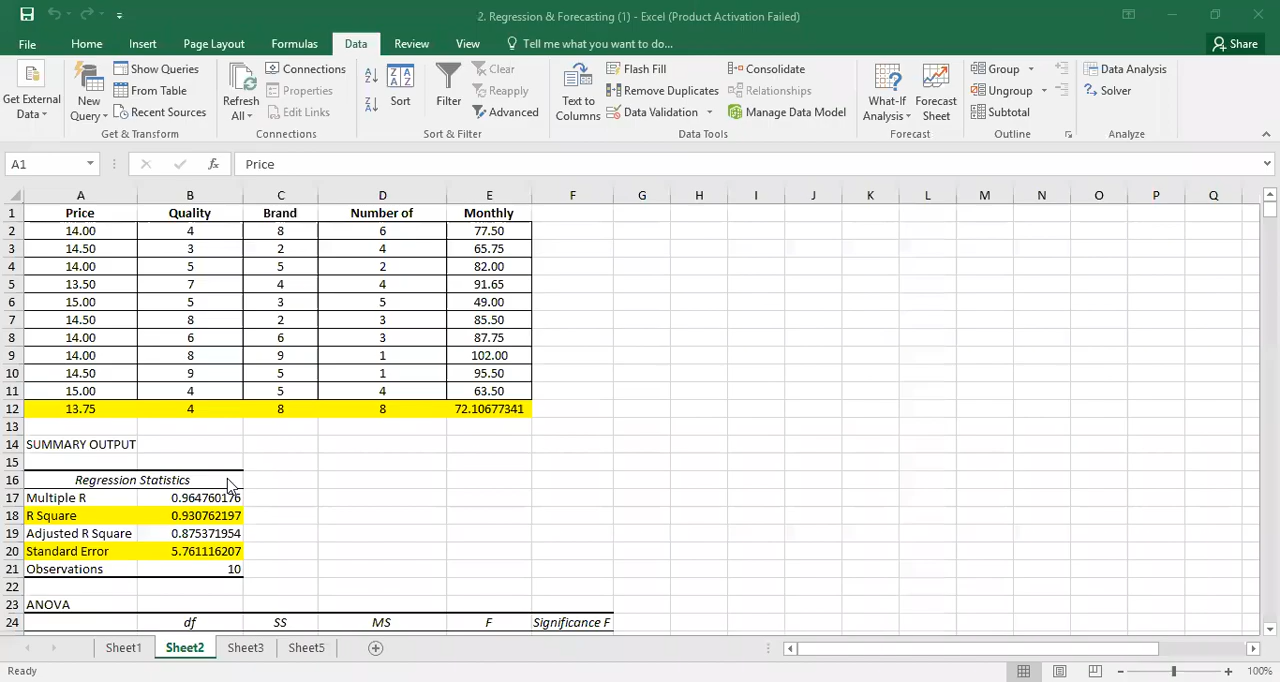 2. Regression & Forecasting (1) - Excel (Product Activation Failed)
File Home Insert Page Layout Formulas Data Review View Tell me what you want to do... Share
Get External Data
New Query
Show Queries
From Table
Recent Sources
Get & Transform
Refresh All
Connections
Properties
Edit Links
Connections
Sort
Filter
Clear
Reapply
Advanced
Sort & Filter
Text to Columns
Flash Fill
Remove Duplicates
Data Validation
Consolidate
Relationships
Manage Data Model
Data Tools
What-If Analysis
Forecast Sheet
Forecast
Group
Ungroup
Subtotal
Outline
Data Analysis
Solver
Analyze
A1 fx Price
A B C D E F G H I J K L M N O P Q
1 Price Quality Brand Number of Monthly
2 14.00 4 8 6 77.50
3 14.50 3 2 4 65.75
4 14.00 5 5 2 82.00
5 13.50 7 4 4 91.65
6 15.00 5 3 5 49.00
7 14.50 8 2 3 85.50
8 14.00 6 6 3 87.75
9 14.00 8 9 1 102.00
10 14.50 9 5 1 95.50
11 15.00 4 5 4 63.50
12 13.75 4 8 8 72.10677341
13
14 SUMMARY OUTPUT
15
16 Regression Statistics
17 Multiple R 0.964760176
18 R Square 0.930762197
19 Adjusted R Square 0.875371954
20 Standard Error 5.761116207
21 Observations 10
22
23 ANOVA
24 df SS MS F Significance F
Sheet1 Sheet2 Sheet3 Sheet5
Ready 100%